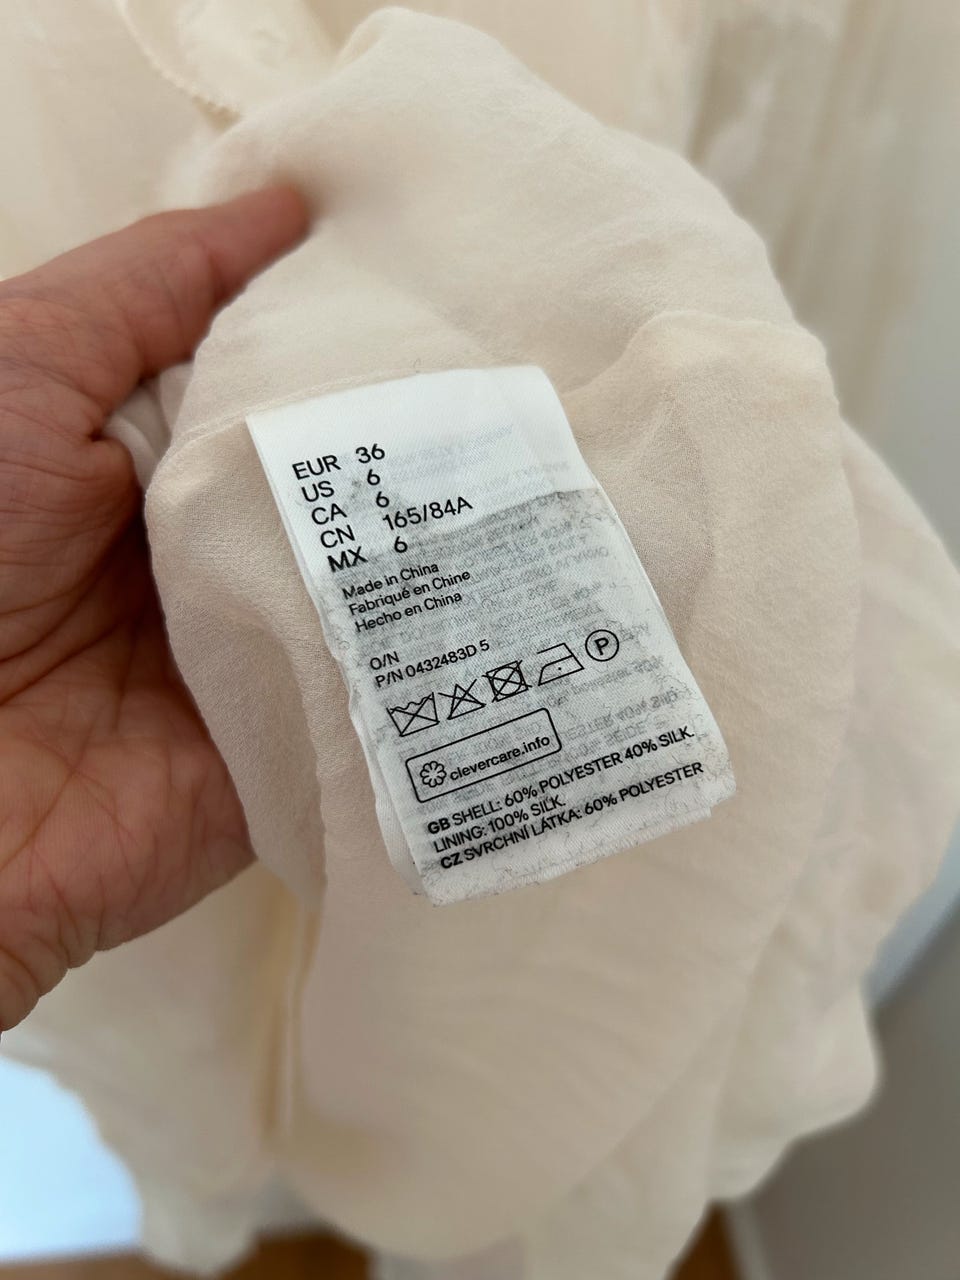 EUR 36
US 6
CA 6
CN 165/84A
MX 6
Made in China
Fabriqué en Chine
Hecho en China
O/N
P/N 0432483D 5
P
clevercare.info
GB SHELL: 60% POLYESTER 40% SILK.
LINING: 100% SILK.
CZ SVRCHNÍ LÁTKA: 60% POLYESTER